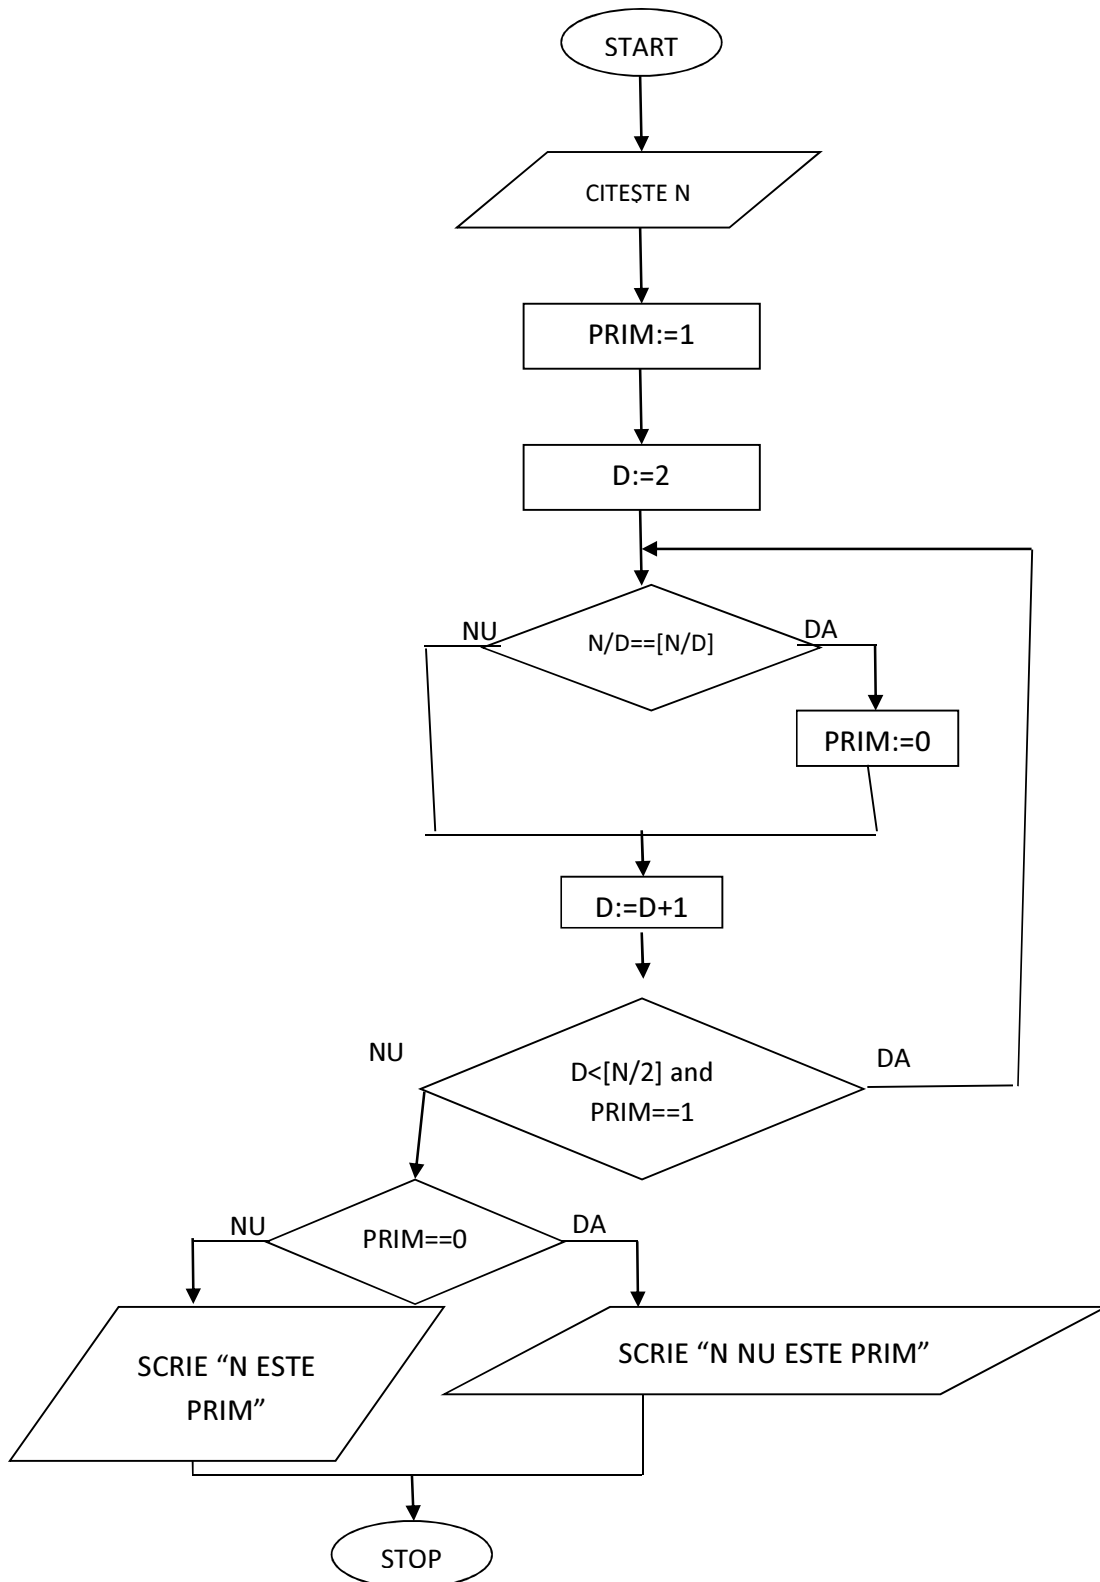 START
CITEȘTE N
PRIM:=1
D:=2
NU
N/D==[N/D]
DA
PRIM:=0
D:=D+1
NU
D<[N/2] and
PRIM==1
DA
NU
PRIM==0
DA
SCRIE “N ESTE
PRIM”
SCRIE “N NU ESTE PRIM”
STOP